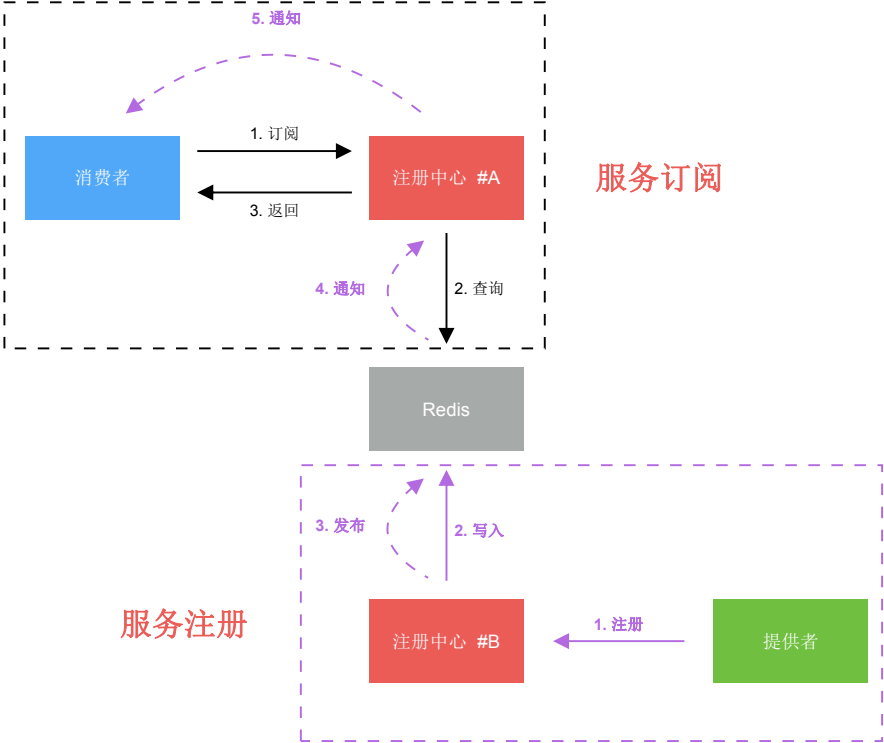 5. 通知
1. 订阅
消费者
注册中心 #A
服务订阅
3. 返回
4. 通知
2. 查询
Redis
3. 发布
2. 写入
服务注册
注册中心 #B
1. 注册
提供者